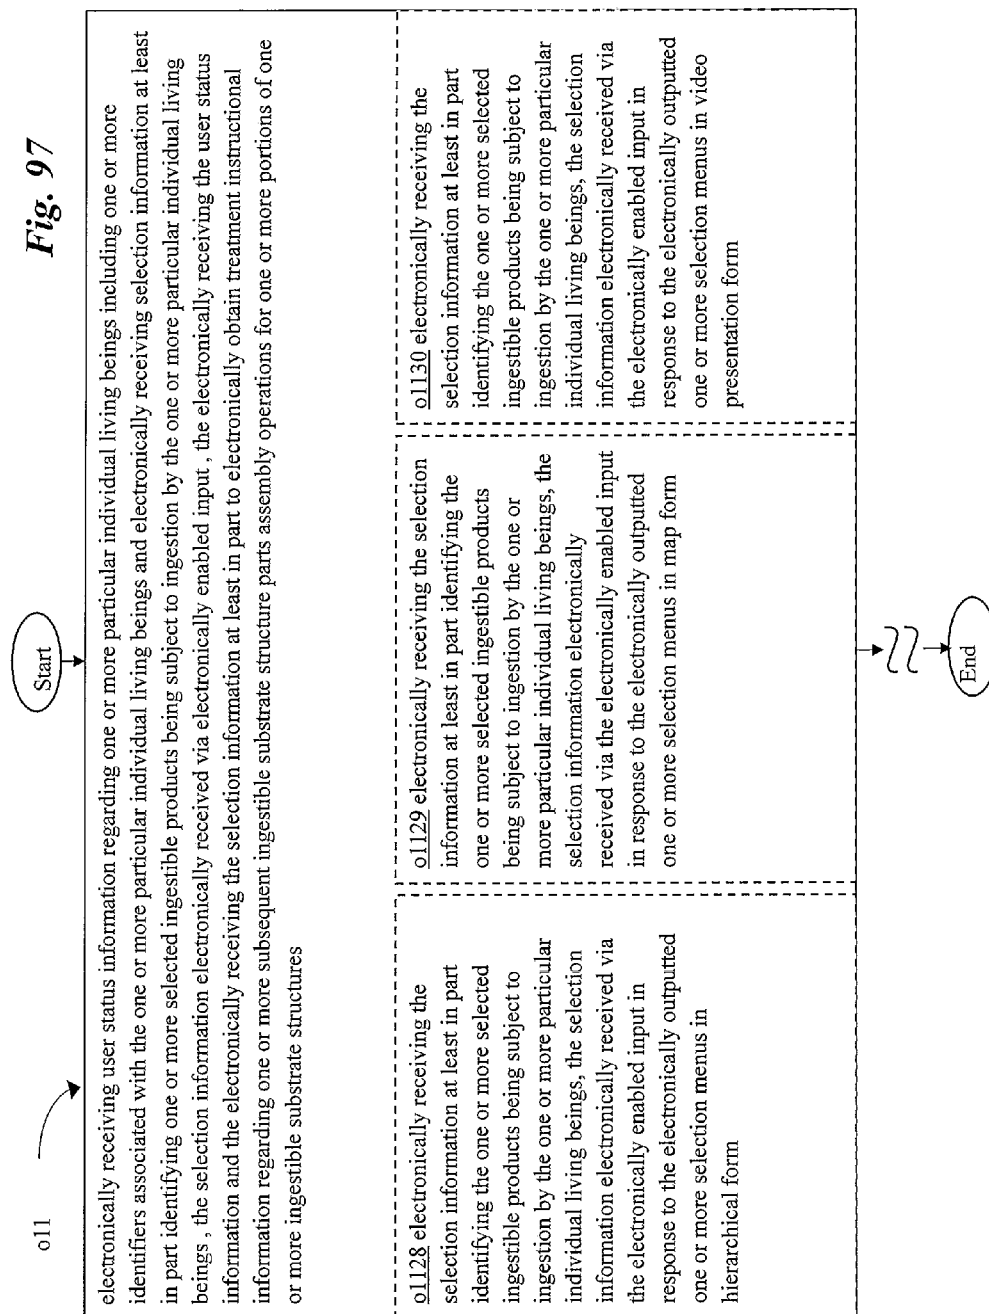 Fig. 97
Start
o11
electronically receiving user status information regarding one or more particular individual living beings including one or more
identifiers associated with the one or more particular individual living beings and electronically receiving selection information at least
in part identifying one or more selected ingestible products being subject to ingestion by the one or more particular individual living
beings , the selection information electronically received via electronically enabled input , the electronically receiving the user status
information and the electronically receiving the selection information at least in part to electronically obtain treatment instructional
information regarding one or more subsequent ingestible substrate structure parts assembly operations for one or more portions of one
or more ingestible substrate structures
o1128 electronically receiving the
selection information at least in part
identifying the one or more selected
ingestible products being subject to
ingestion by the one or more particular
individual living beings, the selection
information electronically received via
the electronically enabled input in
response to the electronically outputted
one or more selection menus in
hierarchical form
o1129 electronically receiving the selection
information at least in part identifying the
one or more selected ingestible products
being subject to ingestion by the one or
more particular individual living beings, the
selection information electronically
received via the electronically enabled input
in response to the electronically outputted
one or more selection menus in map form
o1130 electronically receiving the
selection information at least in part
identifying the one or more selected
ingestible products being subject to
ingestion by the one or more particular
individual living beings, the selection
information electronically received via
the electronically enabled input in
response to the electronically outputted
one or more selection menus in video
presentation form
End